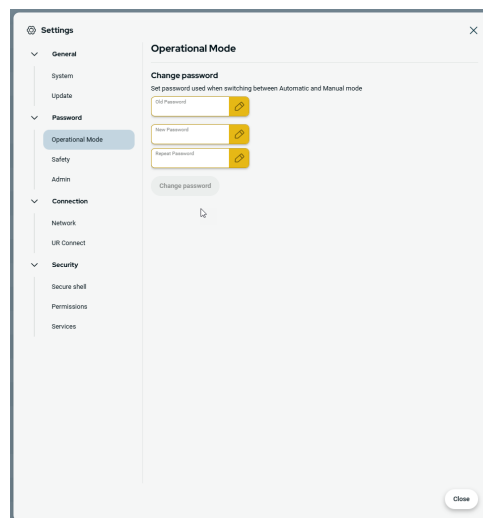 Settings
General
System
Update
Password
Operational Mode
Safety
Admin
Connection
Network
UR Connect
Security
Secure shell
Permissions
Services
Operational Mode
Change password
Set password used when switching between Automatic and Manual mode
Old Password
New Password
Repeat Password
Change password
Close